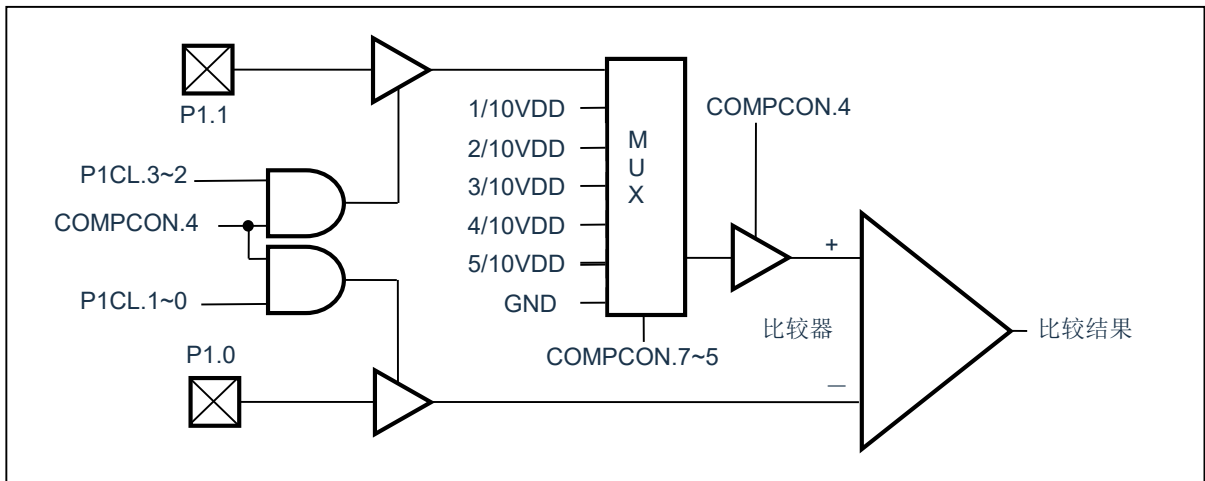 P1.1
1/10VDD
COMPCON.4
2/10VDD
P1CL.3~2
3/10VDD
COMPCON.4
4/10VDD
5/10VDD
M
U
X
+
P1CL.1~0
GND
比较器
比较结果
COMPCON.7~5
P1.0
—